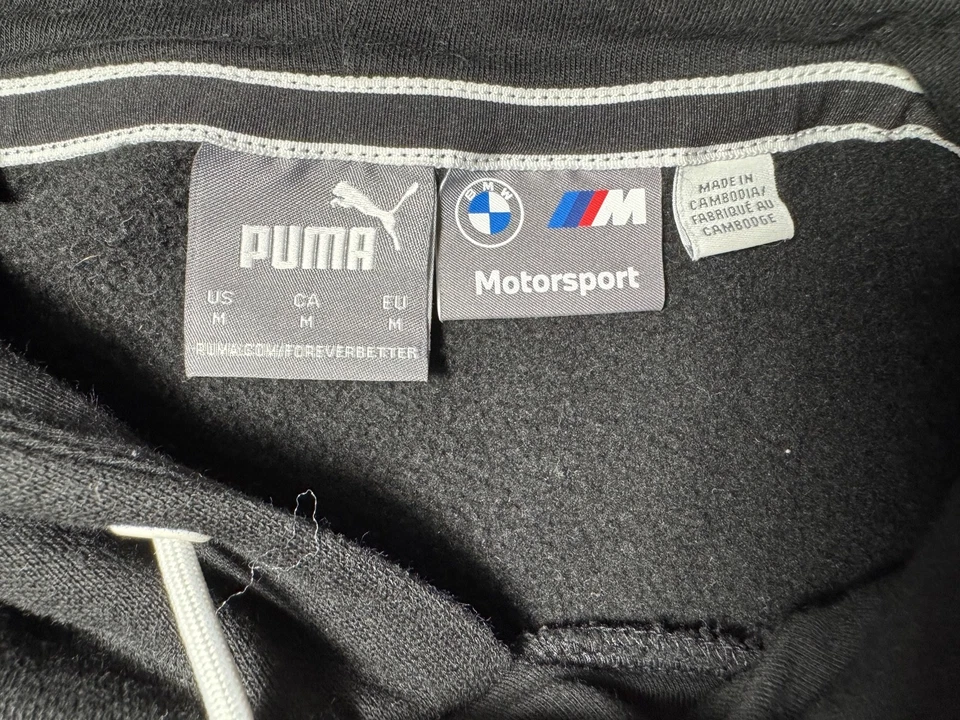 PUMA
US CA EU
M M M
PUMA.COM/FOREVERBETTER
BMW
M
Motorsport
MADE IN
CAMBODIA/
FABRIQUÉ AU
CAMBODGE